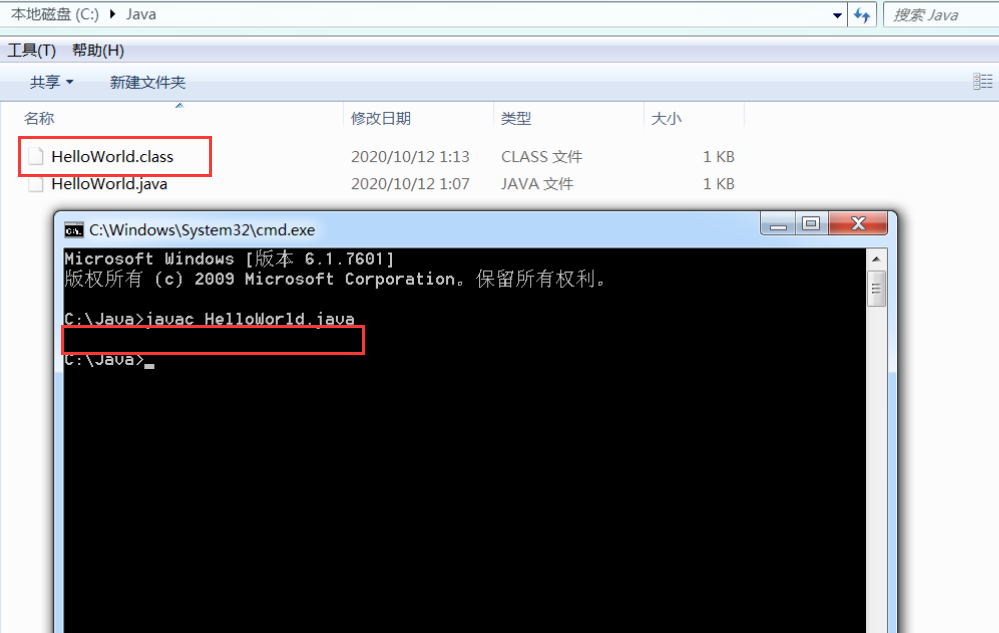 本地磁盘 (C:) Java 搜索 Java
工具(T) 帮助(H)
共享 新建文件夹
名称 修改日期 类型 大小
HelloWorld.class 2020/10/12 1:13 CLASS 文件 1 KB
HelloWorld.java 2020/10/12 1:07 JAVA 文件 1 KB
C:\Windows\System32\cmd.exe
Microsoft Windows [版本 6.1.7601]
版权所有 (c) 2009 Microsoft Corporation。保留所有权利。
C:\Java>javac HelloWorld.java
C:\Java>_